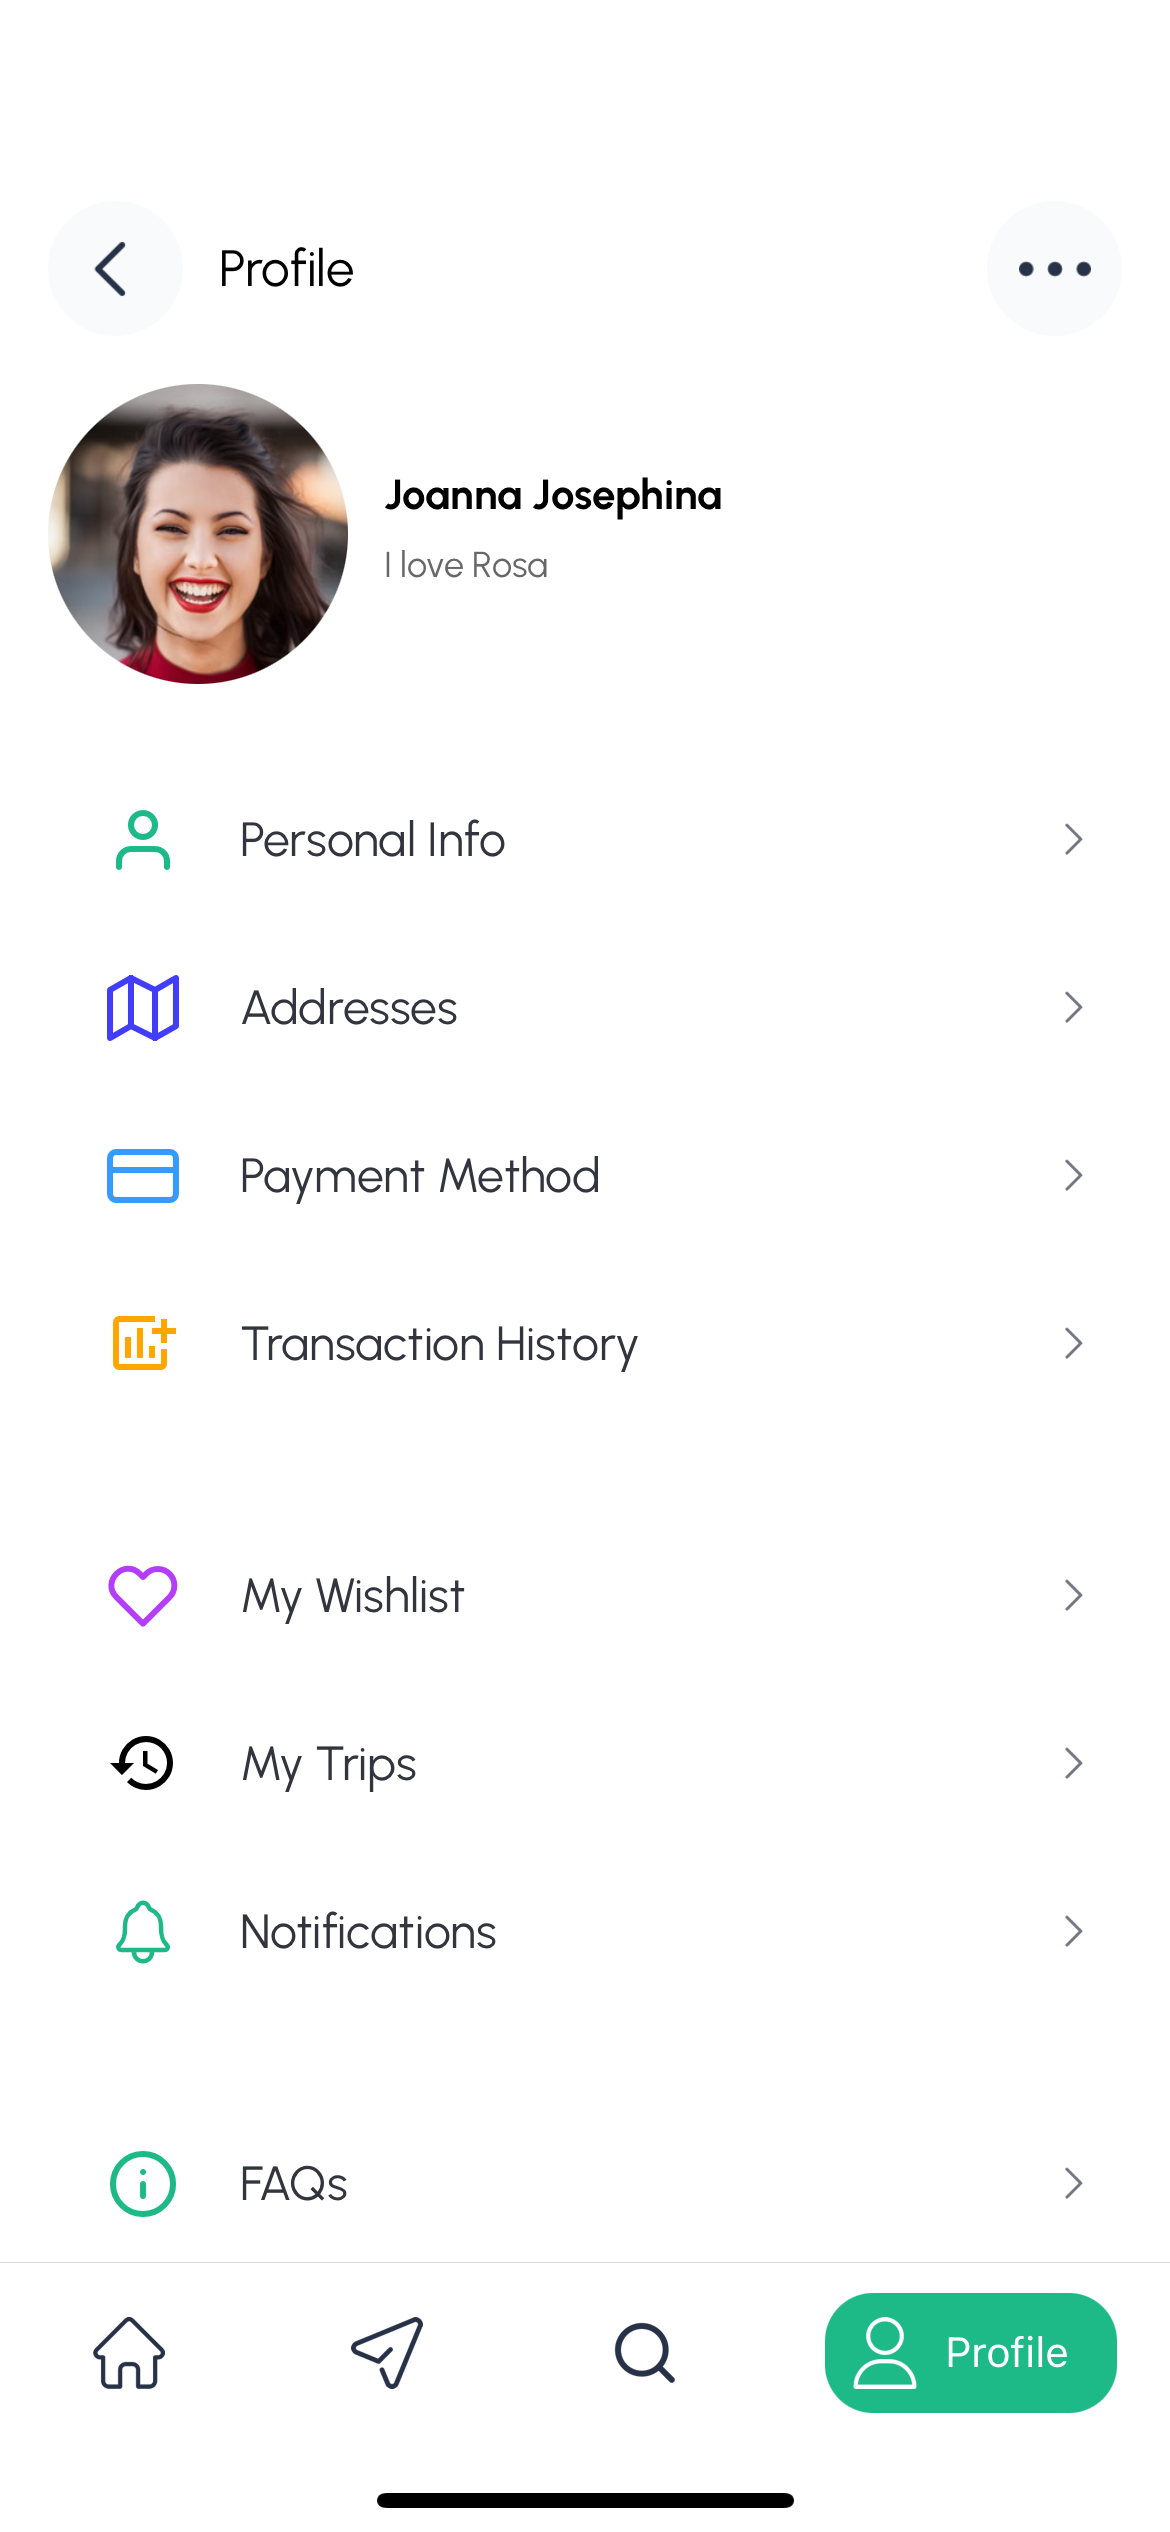 Profile
Joanna Josephina
I love Rosa
Personal Info
Addresses
Payment Method
Transaction History
My Wishlist
My Trips
Notifications
FAQs
Profile